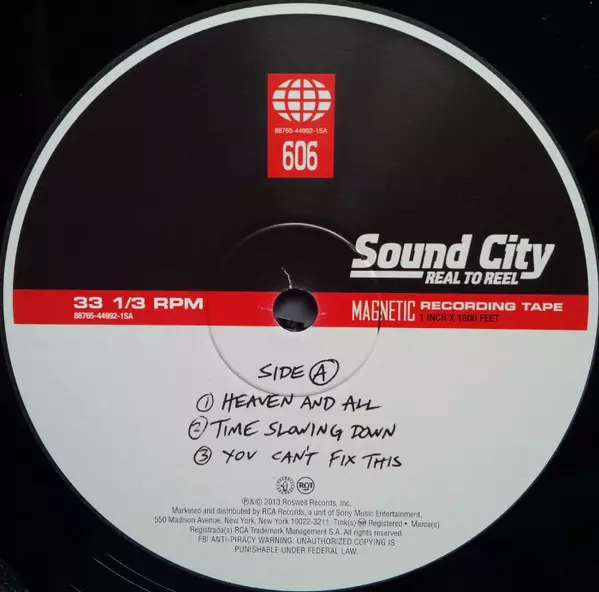 88765-44992-1SA
606
Sound City
REAL TO REEL
33 1/3 RPM
88765-44992-1SA
MAGNETIC RECORDING TAPE
1 INCH X 1800 FEET
SIDE A
1 HEAVEN AND ALL
2 TIME SLOWING DOWN
3 YOU CAN'T FIX THIS
RCA
℗&© 2013 Roswell Records, Inc.
Marketed and distributed by RCA Records, a unit of Sony Music Entertainment,
550 Madison Avenue, New York, New York 10022-3211. Tmk(s) ® Registered • Marca(s)
Registrada(s) RCA Trademark Management S.A. All rights reserved.
FBI ANTI-PIRACY WARNING: UNAUTHORIZED COPYING IS
PUNISHABLE UNDER FEDERAL LAW.